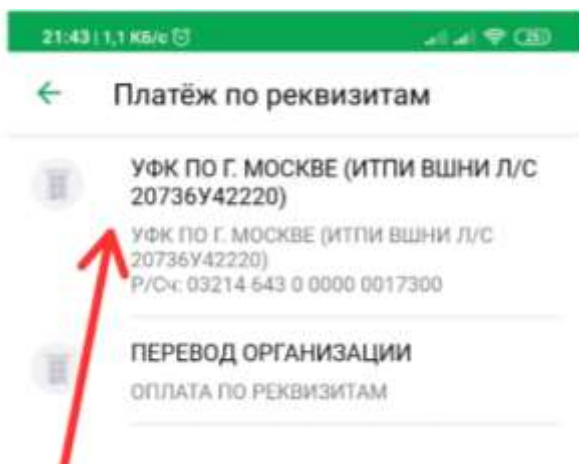 21:43 | 1,1 КБ/с
Платёж по реквизитам
УФК ПО Г. МОСКВЕ (ИТПИ ВШНИ Л/С
20736У42220)
УФК ПО Г. МОСКВЕ (ИТПИ ВШНИ Л/С
20736У42220)
Р/Сч: 03214 643 0 0000 0017300
ПЕРЕВОД ОРГАНИЗАЦИИ
ОПЛАТА ПО РЕКВИЗИТАМ